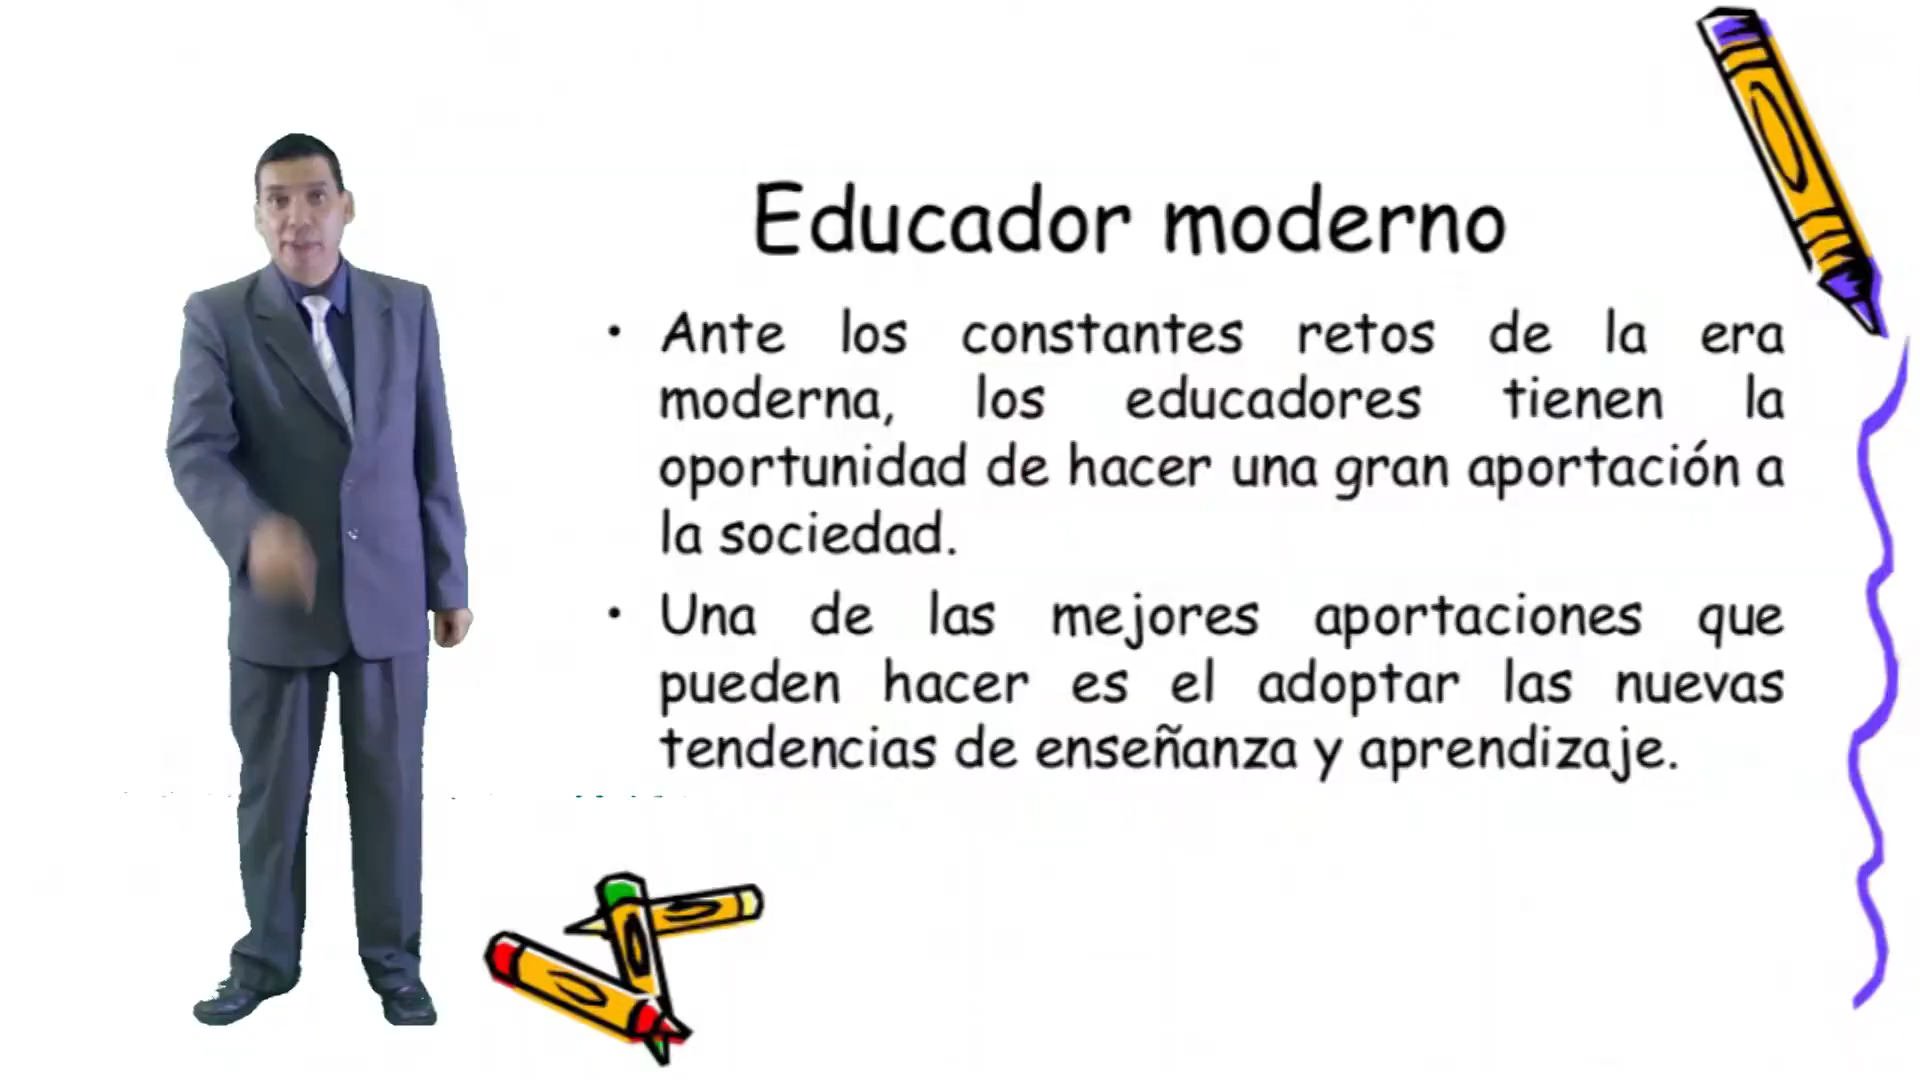 Educador moderno
• Ante los constantes retos de la era
moderna, los educadores tienen la
oportunidad de hacer una gran aportación a
la sociedad.
• Una de las mejores aportaciones que
pueden hacer es el adoptar las nuevas
tendencias de enseñanza y aprendizaje.